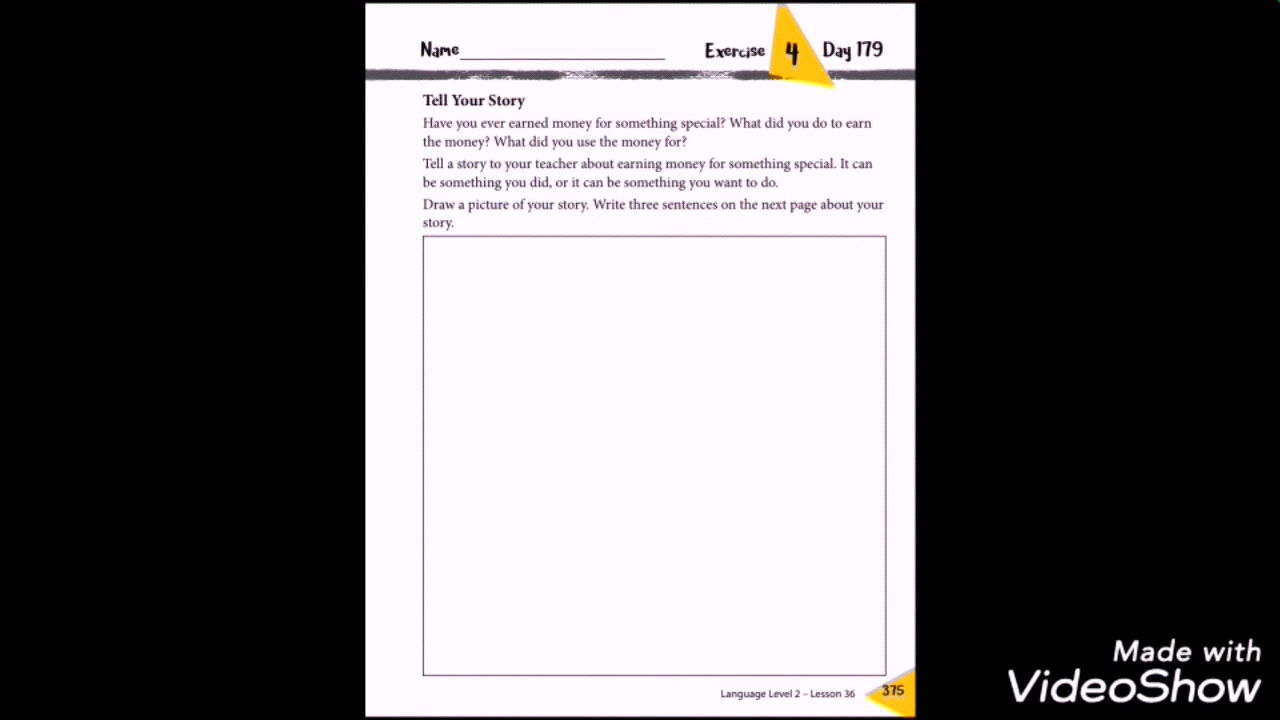 Name
Exercise 4 Day 179
Tell Your Story
Have you ever earned money for something special? What did you do to earn
the money? What did you use the money for?
Tell a story to your teacher about earning money for something special. It can
be something you did, or it can be something you want to do.
Draw a picture of your story. Write three sentences on the next page about your
story.
Language Level 2 – Lesson 36
375
Made with
VideoShow